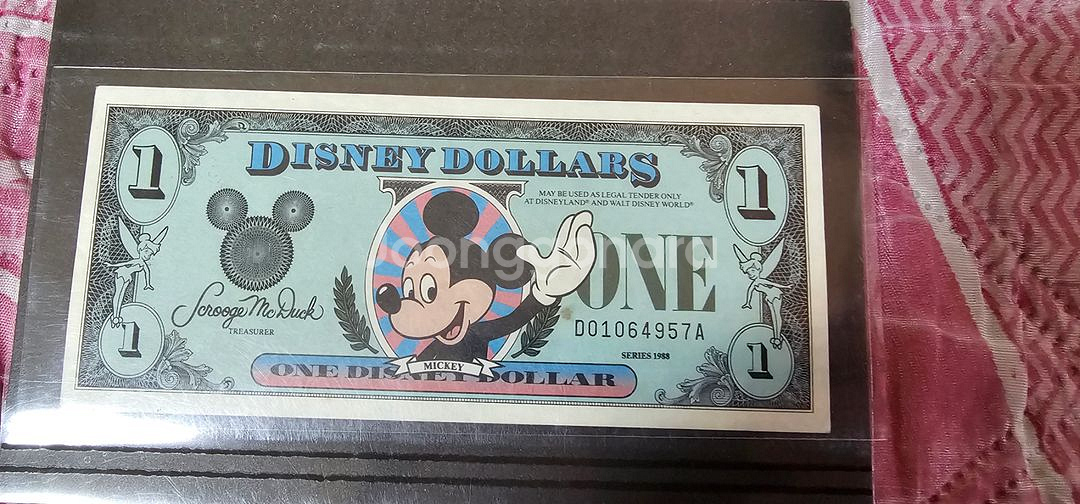 1
DISNEY DOLLARS
1
MAY BE USED AS LEGAL TENDER ONLY
AT DISNEYLAND® AND WALT DISNEY WORLD®
joongonara
ONE
Scrooge McDuck
TREASURER
D01064957A
SERIES 1988
1
MICKEY
ONE DISNEY DOLLAR
1